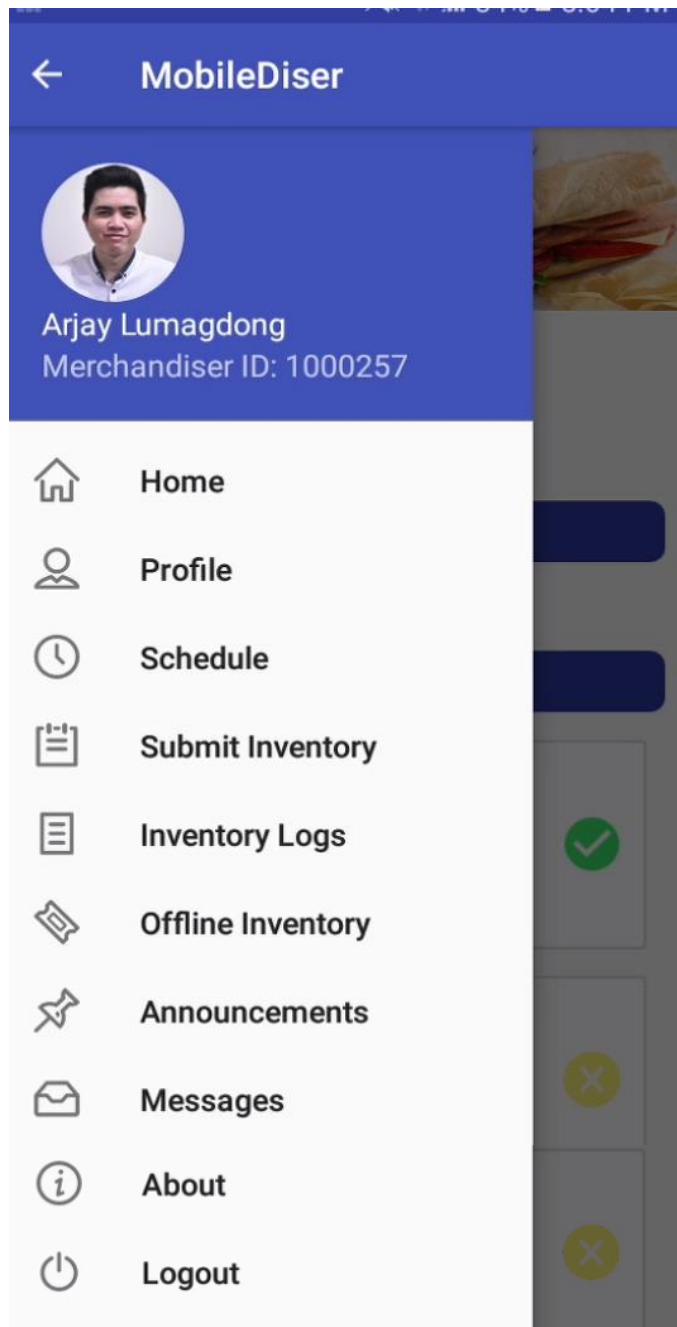 MobileDiser
Arjay Lumagdong
Merchandiser ID: 1000257
Home
Profile
Schedule
Submit Inventory
Inventory Logs
Offline Inventory
Announcements
Messages
About
Logout